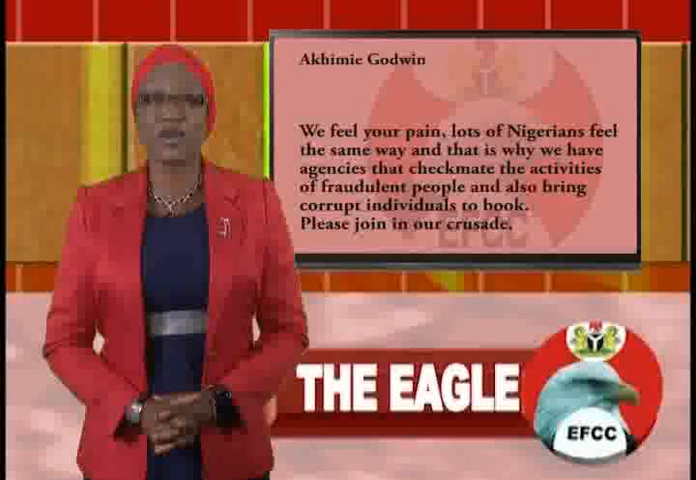 Akhimie Godwin
We feel your pain, lots of Nigerians feel
the same way and that is why we have
agencies that checkmate the activities
of fraudulent people and also bring
corrupt individuals to book.
Please join in our crusade.
EFCC
THE EAGLE
EFCC